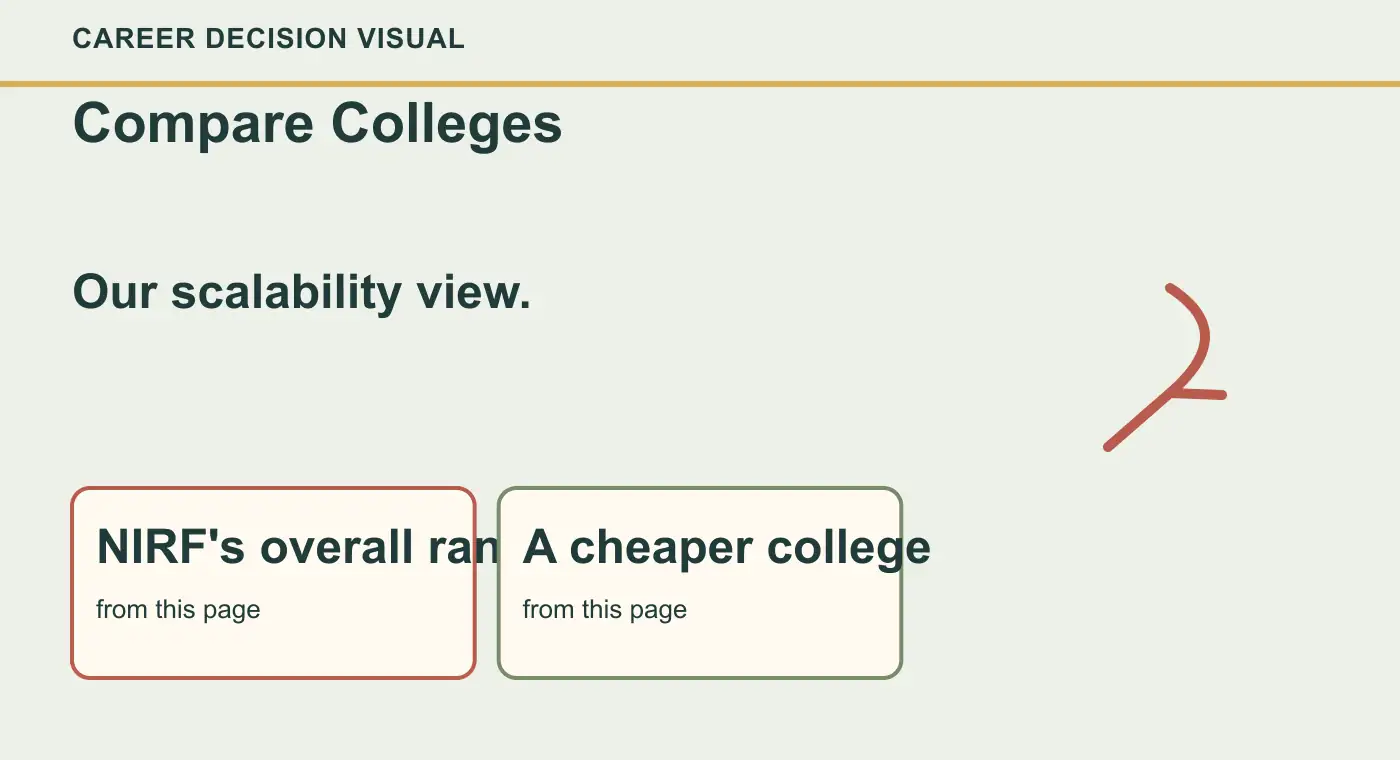 CAREER DECISION VISUAL
Compare Colleges
Our scalability view.
NIRF's overall ran
from this page
A cheaper college
from this page